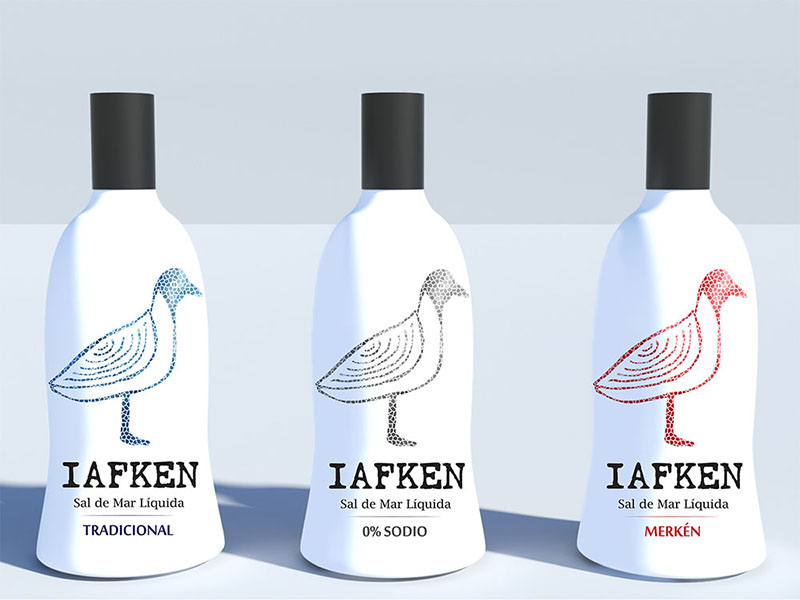 IAFKEN
Sal de Mar Líquida
TRADICIONAL
IAFKEN
Sal de Mar Líquida
0% SODIO
IAFKEN
Sal de Mar Líquida
MERKÉN